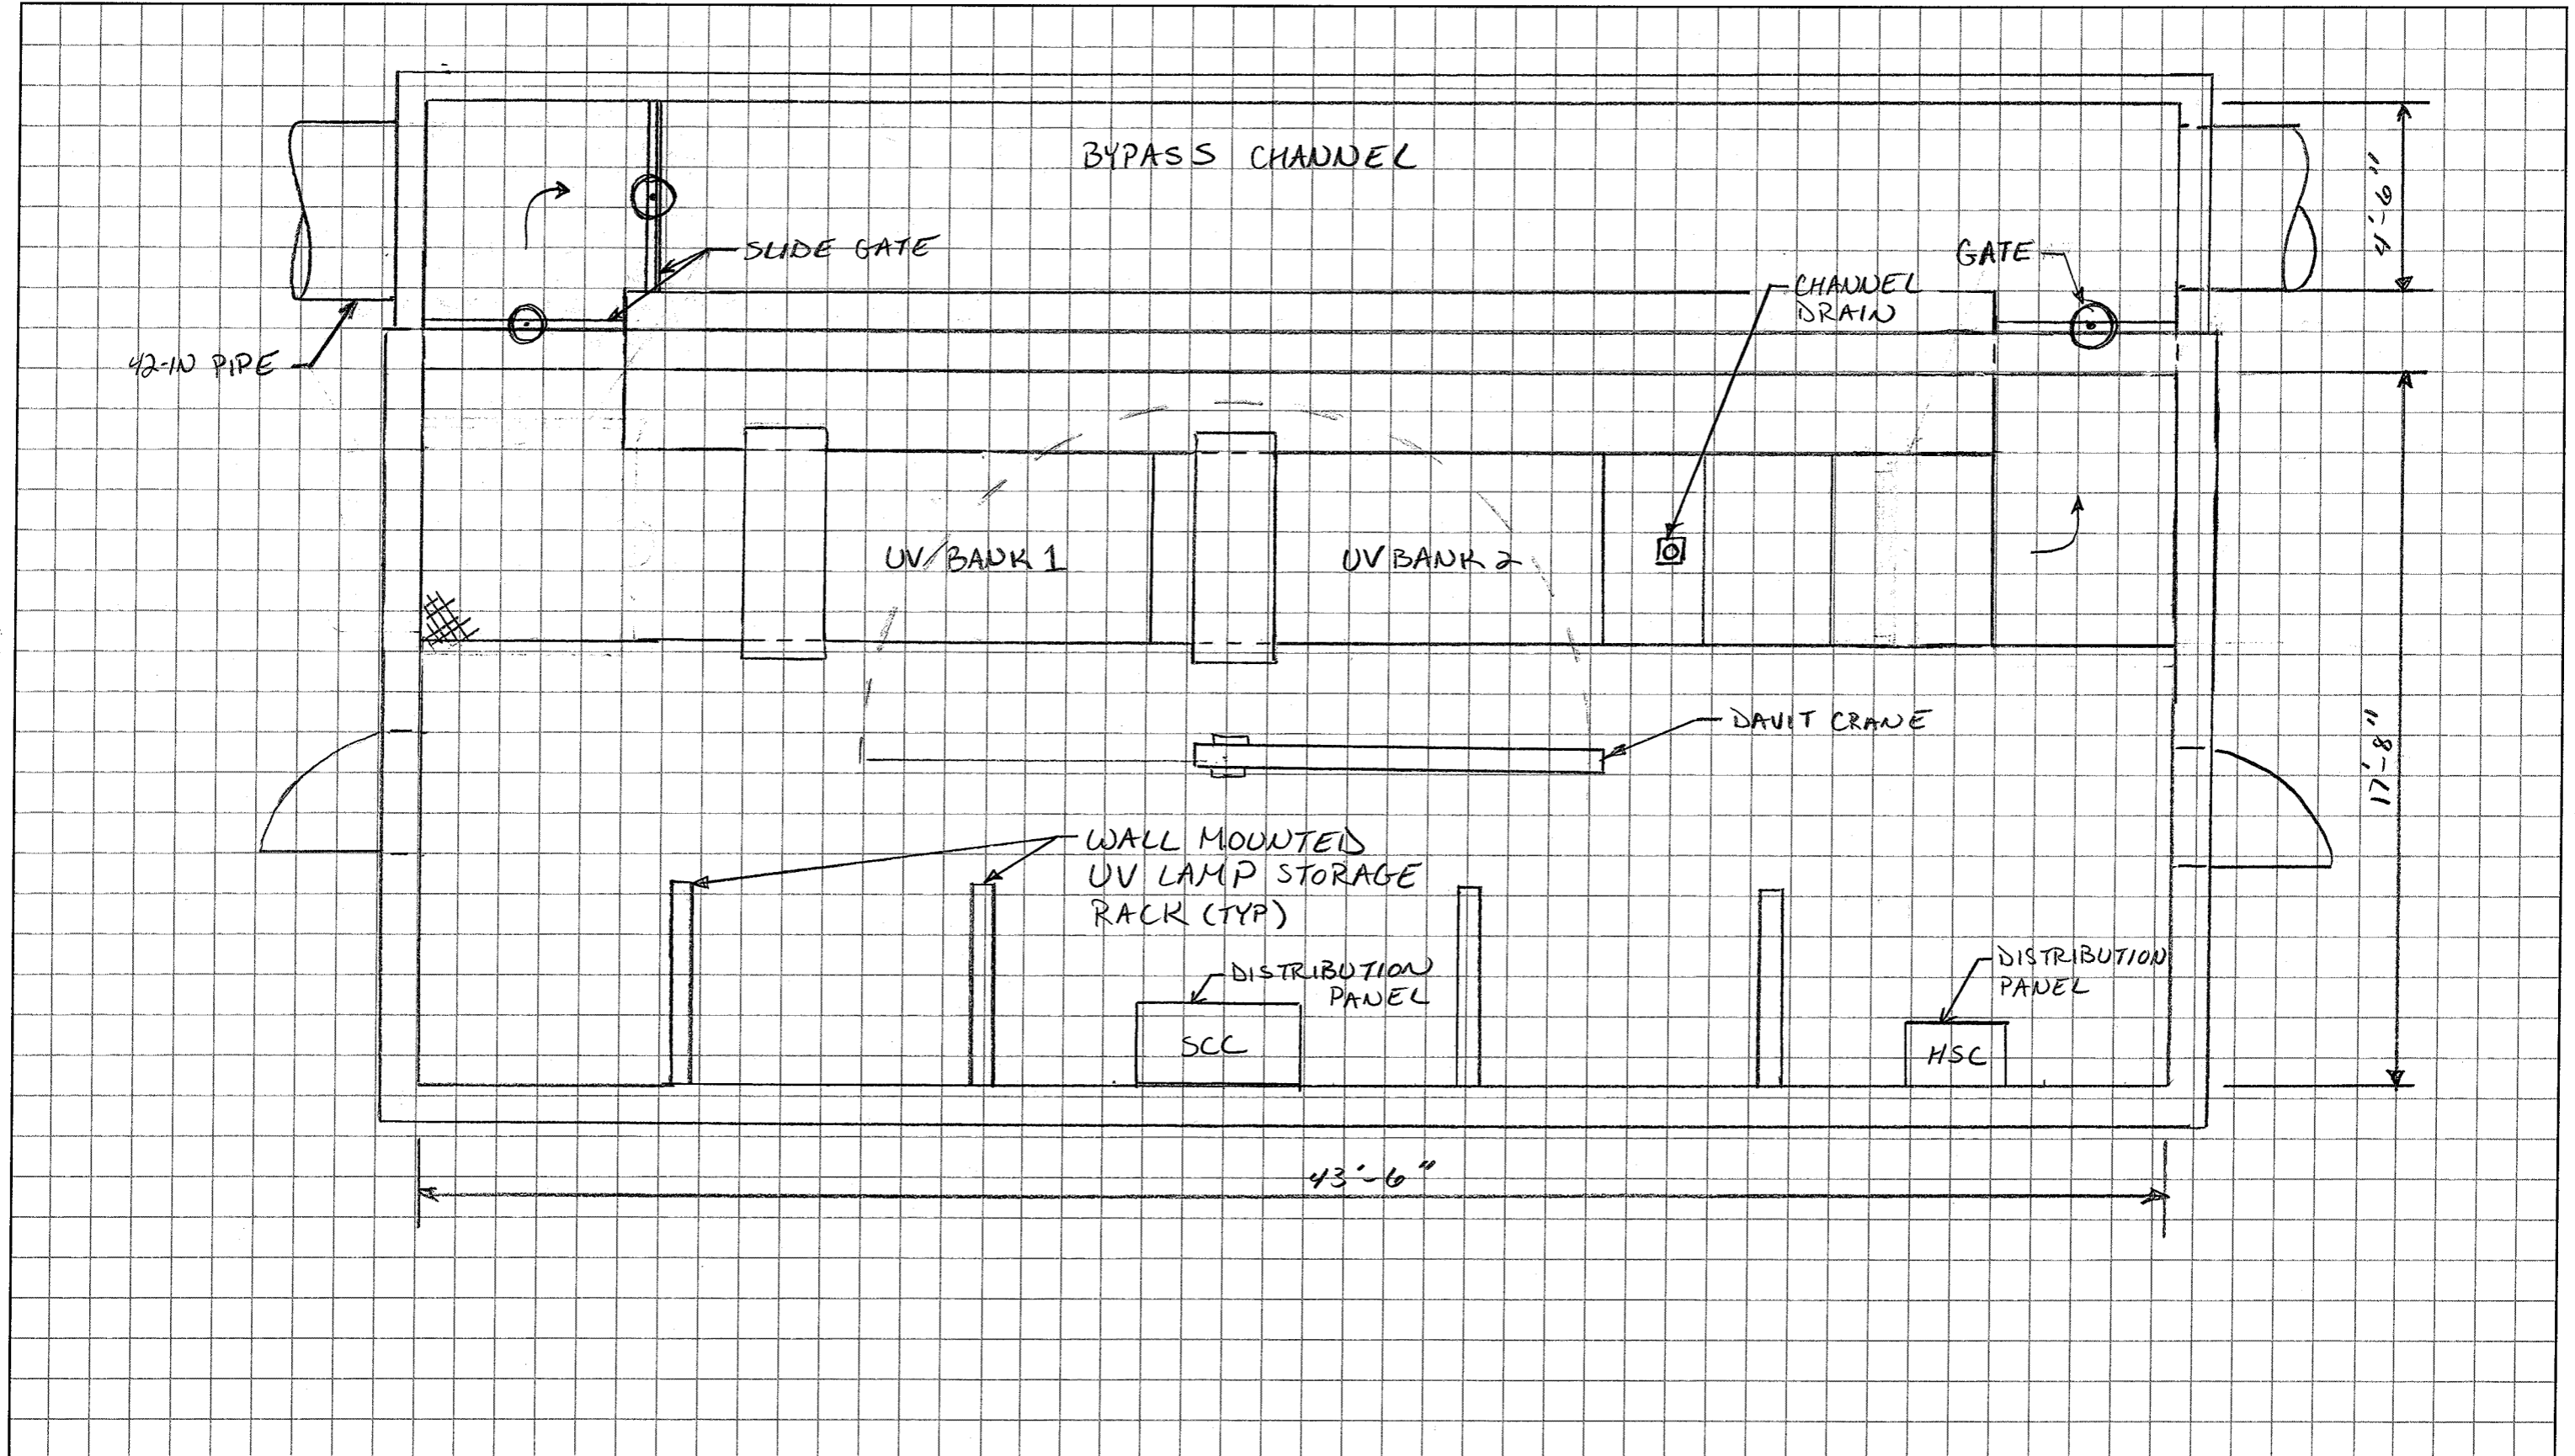 BYPASS CHANNEL
4'-6"
SLIDE GATE
GATE
CHANNEL
DRAIN
42-IN PIPE
UV BANK 1
UV BANK 2
DAVIT CRANE
17'-8"
WALL MOUNTED
UV LAMP STORAGE
RACK (TYP)
DISTRIBUTION
PANEL
SCC
DISTRIBUTION
PANEL
HSC
43'-6"